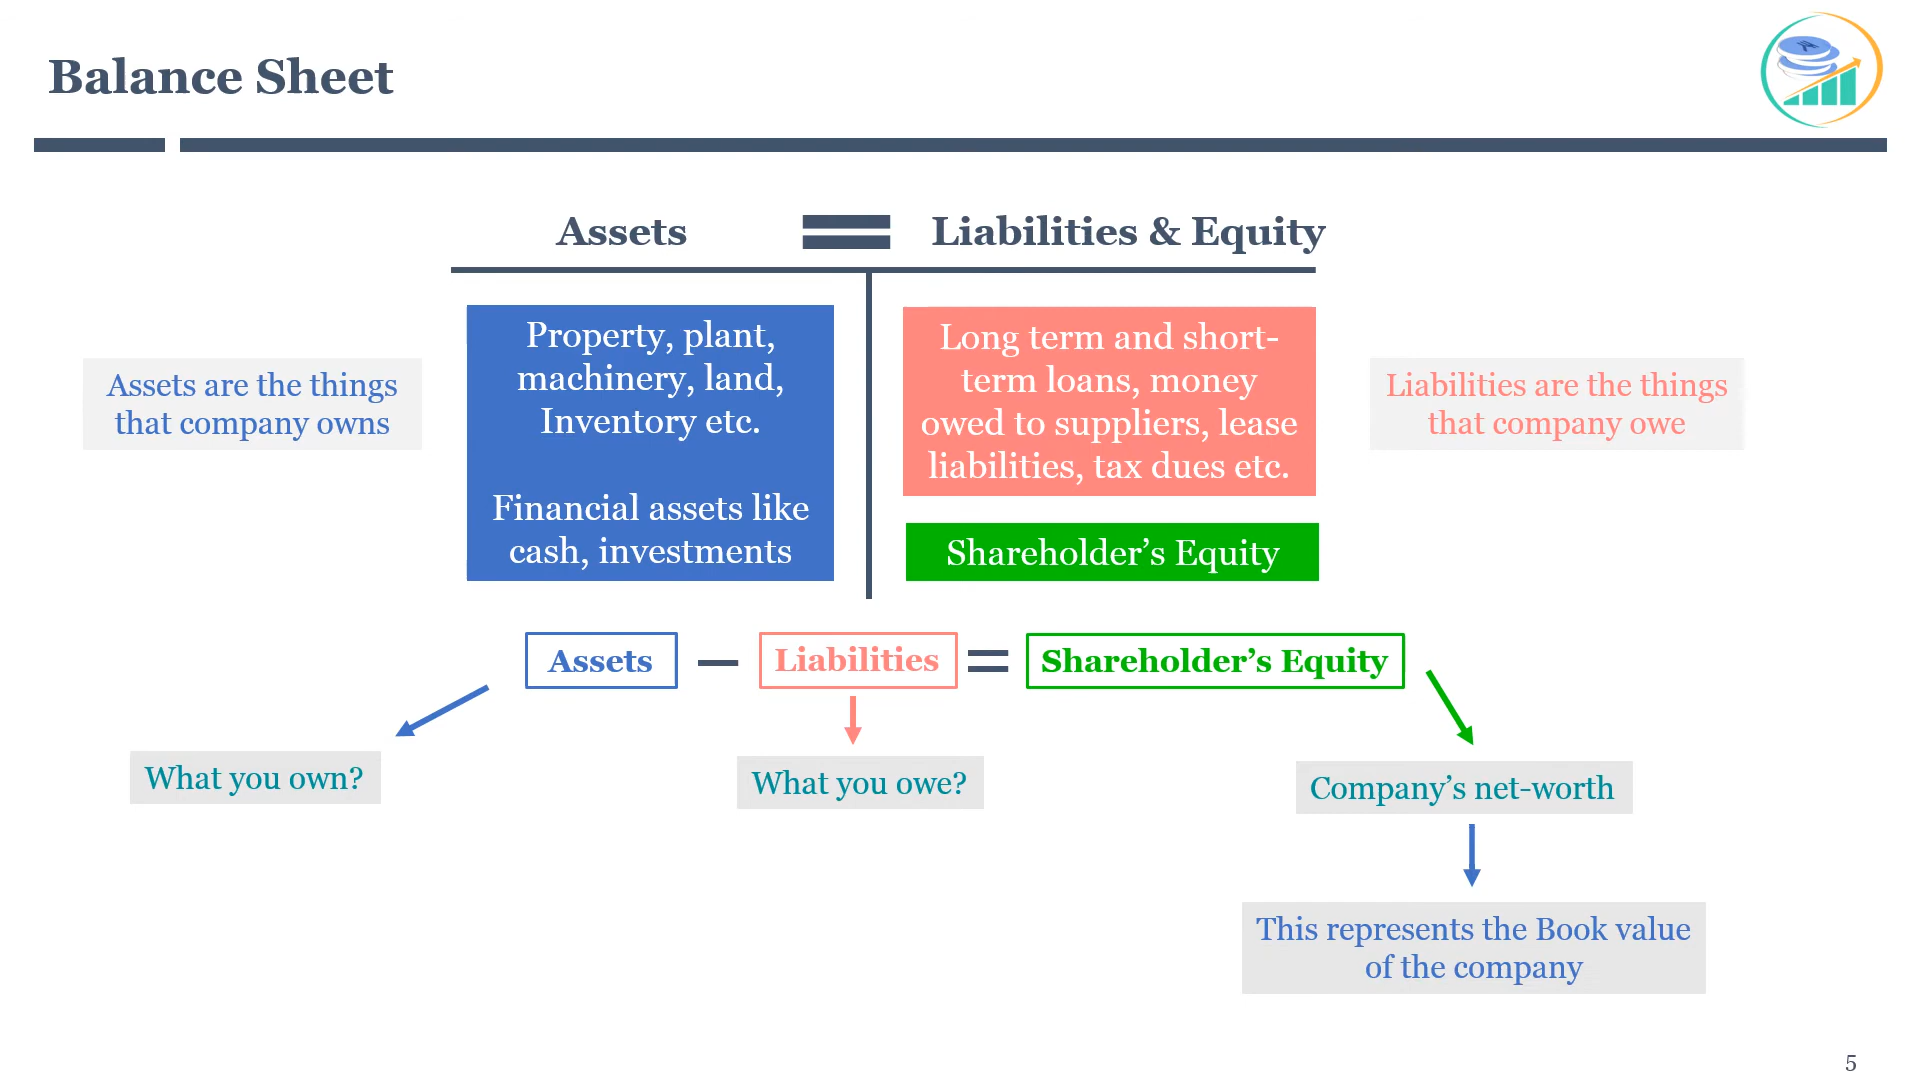 Balance Sheet
Assets = Liabilities & Equity
Assets are the things
that company owns
Property, plant,
machinery, land,
Inventory etc.
Financial assets like
cash, investments
Long term and short-
term loans, money
owed to suppliers, lease
liabilities, tax dues etc.
Shareholder’s Equity
Liabilities are the things
that company owe
Assets – Liabilities = Shareholder’s Equity
What you own?
What you owe?
Company’s net-worth
This represents the Book value
of the company
5